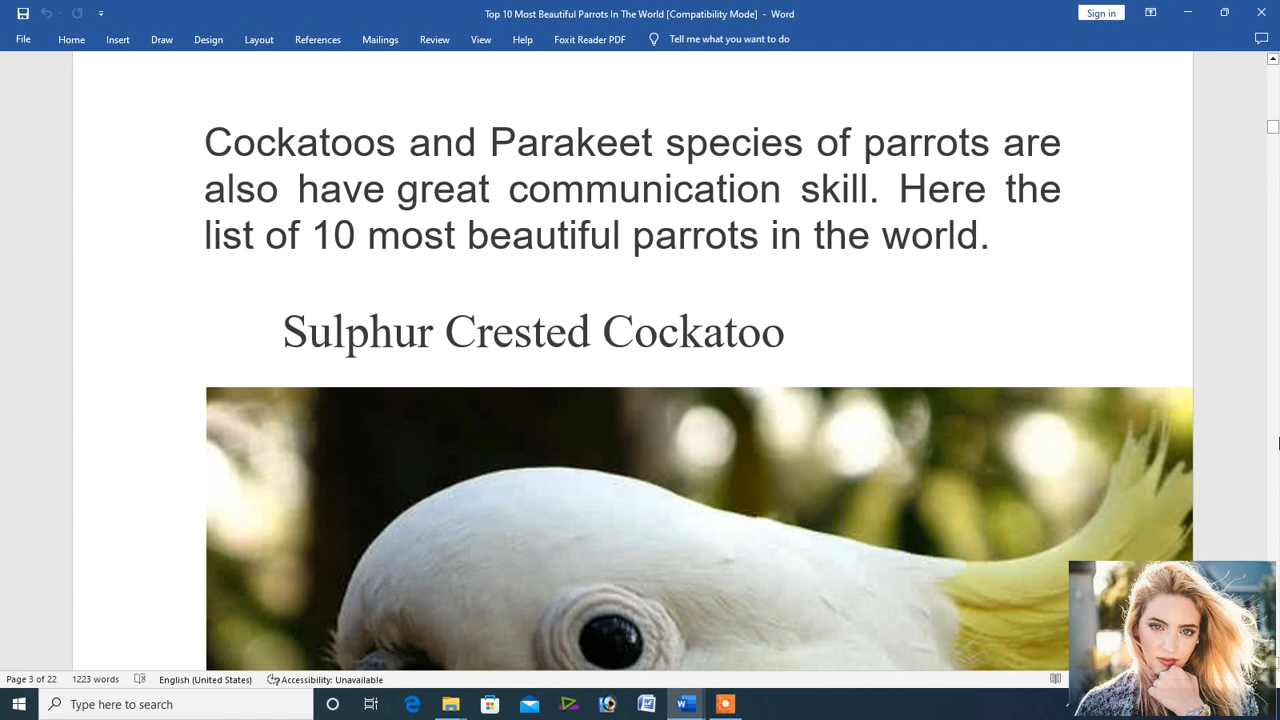 Top 10 Most Beautiful Parrots In The World [Compatibility Mode] - Word
Sign in
File Home Insert Draw Design Layout References Mailings Review View Help Foxit Reader PDF Tell me what you want to do
Cockatoos and Parakeet species of parrots are
also have great communication skill. Here the
list of 10 most beautiful parrots in the world.
Sulphur Crested Cockatoo
Page 3 of 22 1223 words English (United States) Accessibility: Unavailable
Type here to search